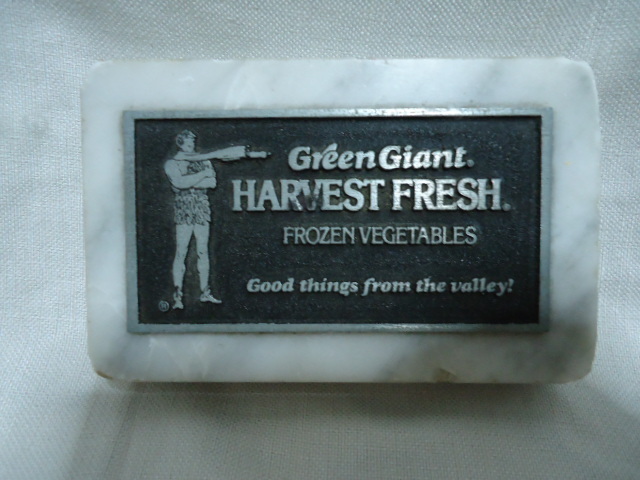 Green Giant®
HARVEST FRESH®
FROZEN VEGETABLES
Good things from the valley!
®